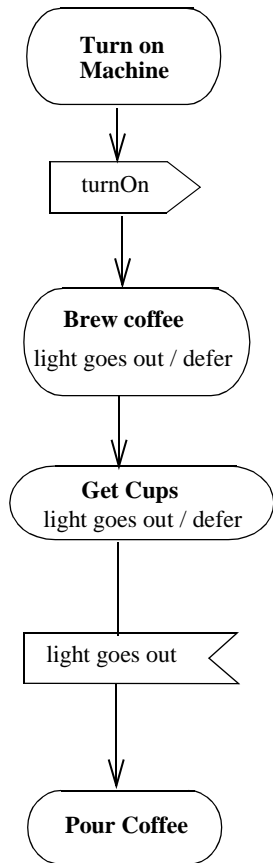 Turn on
Machine
turnOn
Brew coffee
light goes out / defer
Get Cups
light goes out / defer
light goes out
Pour Coffee